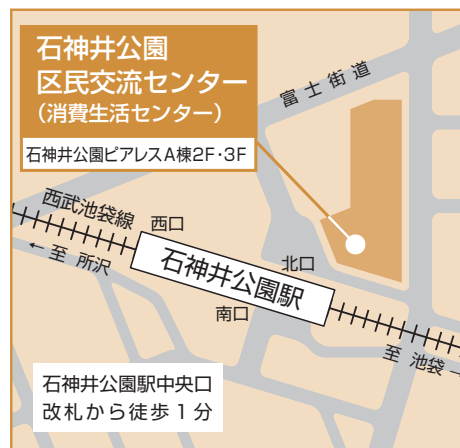 石神井公園
区民交流センター
(消費生活センター)
石神井公園ピアレスA棟2F・3F
富士街道
西武池袋線
西口
← 至 所沢
石神井公園駅
北口
南口
至 池袋 →
石神井公園駅中央口
改札から徒歩1分